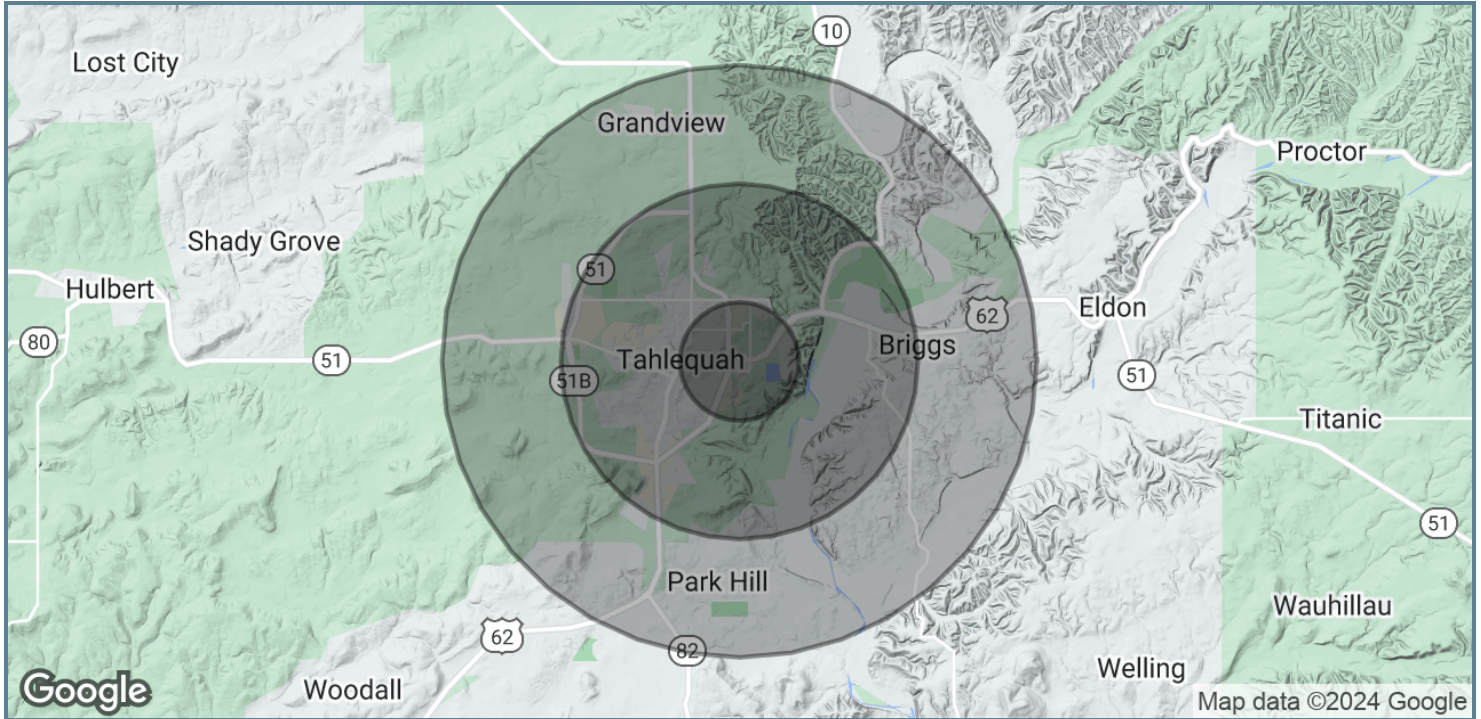 10
Lost City
Grandview
Proctor
Shady Grove
51
Hulbert
Eldon
62
80
Briggs
51
Tahlequah
51B
51
Titanic
51
Park Hill
Wauhillau
62
82
Welling
Woodall
Google
Map data ©2024 Google